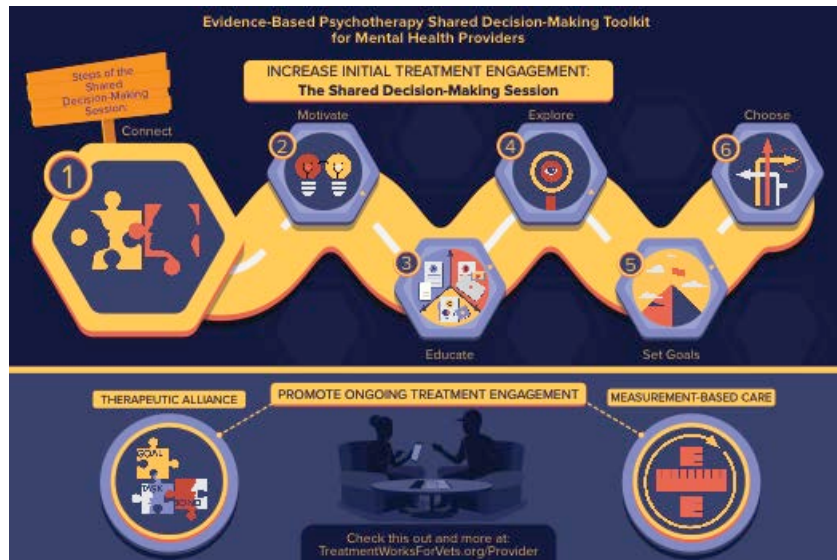 Evidence-Based Psychotherapy Shared Decision-Making Toolkit
for Mental Health Providers
Steps of the
Shared
Decision-Making
Session:
INCREASE INITIAL TREATMENT ENGAGEMENT:
The Shared Decision-Making Session
Connect
1
Motivate
2
Educate
3
Explore
4
Set Goals
5
Choose
6
THERAPEUTIC ALLIANCE
PROMOTE ONGOING TREATMENT ENGAGEMENT
MEASUREMENT-BASED CARE
GOAL
TASK
BOND
Check this out and more at:
TreatmentWorksForVets.org/Provider